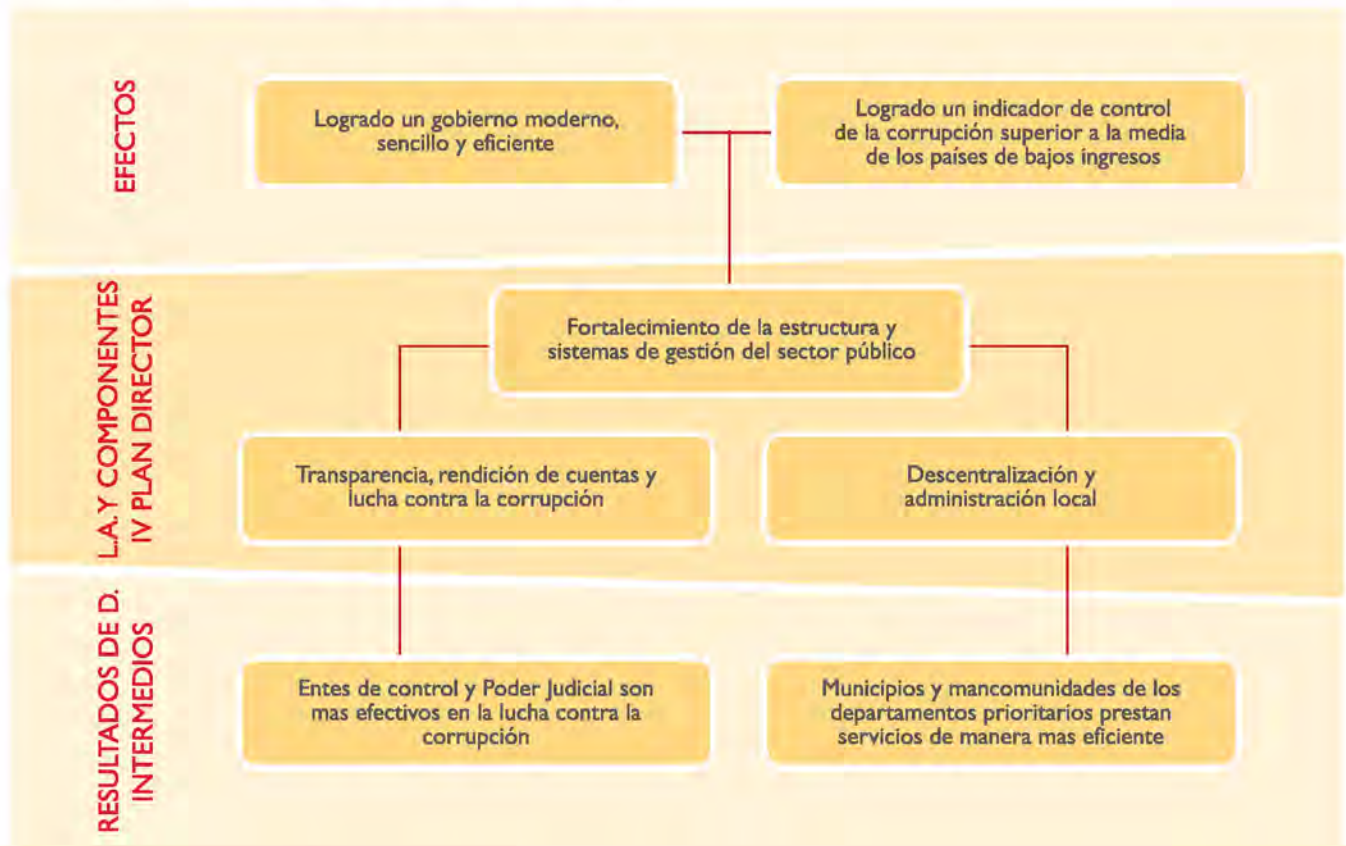 EFECTOS
Logrado un gobierno moderno,
sencillo y eficiente
Logrado un indicador de control
de la corrupción superior a la media
de los países de bajos ingresos
L.A. Y COMPONENTES
IV PLAN DIRECTOR
Fortalecimiento de la estructura y
sistemas de gestión del sector público
Transparencia, rendición de cuentas y
lucha contra la corrupción
Descentralización y
administración local
RESULTADOS DE D.
INTERMEDIOS
Entes de control y Poder Judicial son
mas efectivos en la lucha contra la
corrupción
Municipios y mancomunidades de los
departamentos prioritarios prestan
servicios de manera mas eficiente